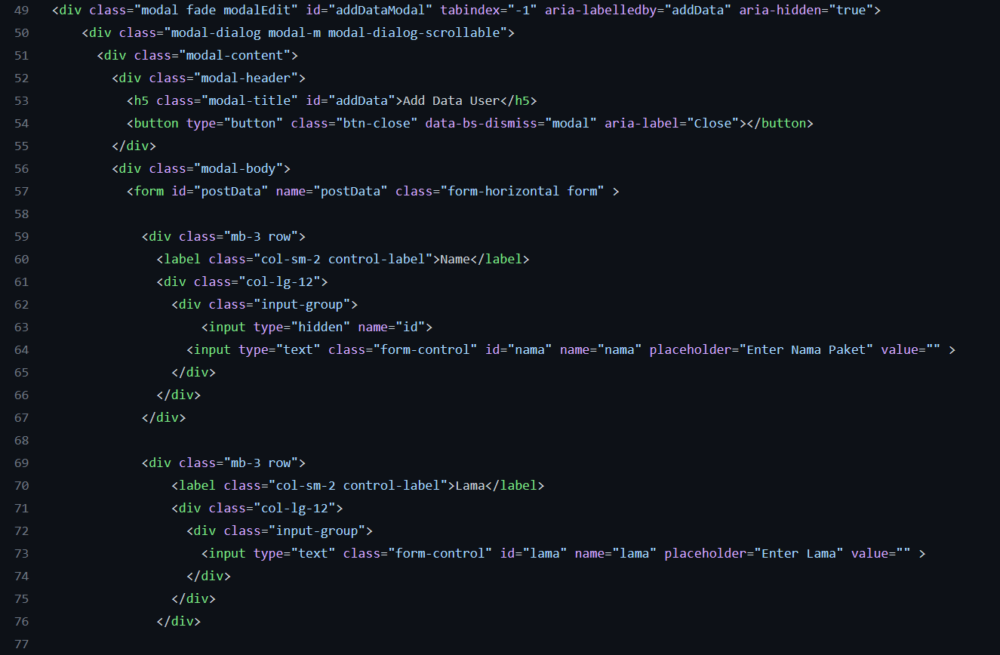 49 <div class="modal fade modalEdit" id="addDataModal" tabindex="-1" aria-labelledby="addData" aria-hidden="true">
50 <div class="modal-dialog modal-m modal-dialog-scrollable">
51 <div class="modal-content">
52 <div class="modal-header">
53 <h5 class="modal-title" id="addData">Add Data User</h5>
54 <button type="button" class="btn-close" data-bs-dismiss="modal" aria-label="Close"></button>
55 </div>
56 <div class="modal-body">
57 <form id="postData" name="postData" class="form-horizontal form" >
58
59 <div class="mb-3 row">
60 <label class="col-sm-2 control-label">Name</label>
61 <div class="col-lg-12">
62 <div class="input-group">
63 <input type="hidden" name="id">
64 <input type="text" class="form-control" id="nama" name="nama" placeholder="Enter Nama Paket" value="" >
65 </div>
66 </div>
67 </div>
68
69 <div class="mb-3 row">
70 <label class="col-sm-2 control-label">Lama</label>
71 <div class="col-lg-12">
72 <div class="input-group">
73 <input type="text" class="form-control" id="lama" name="lama" placeholder="Enter Lama" value="" >
74 </div>
75 </div>
76 </div>
77